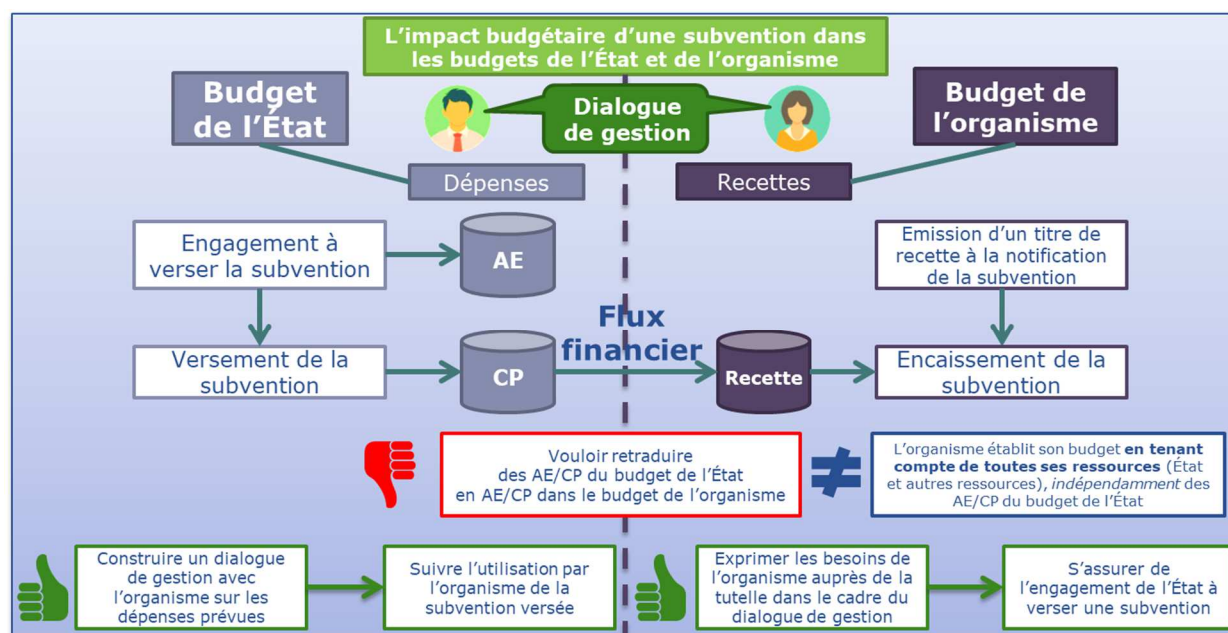 L’impact budgétaire d’une subvention dans
les budgets de l’État et de l’organisme
Budget
de l’État
Dialogue
de gestion
Budget de
l’organisme
Dépenses
Recettes
Engagement à
verser la subvention
AE
Emission d’un titre de
recette à la notification
de la subvention
Flux
financier
Versement de la
subvention
CP
Recette
Encaissement de la
subvention
Vouloir retraduire
des AE/CP du budget de l’État
en AE/CP dans le budget de l’organisme
≠
L’organisme établit son budget en tenant
compte de toutes ses ressources (État
et autres ressources), indépendamment des
AE/CP du budget de l’État
Construire un dialogue
de gestion avec
l’organisme sur les
dépenses prévues
Suivre l’utilisation par
l’organisme de la
subvention versée
Exprimer les besoins de
l’organisme auprès de la
tutelle dans le cadre du
dialogue de gestion
S’assurer de
l’engagement de l’État à
verser une subvention